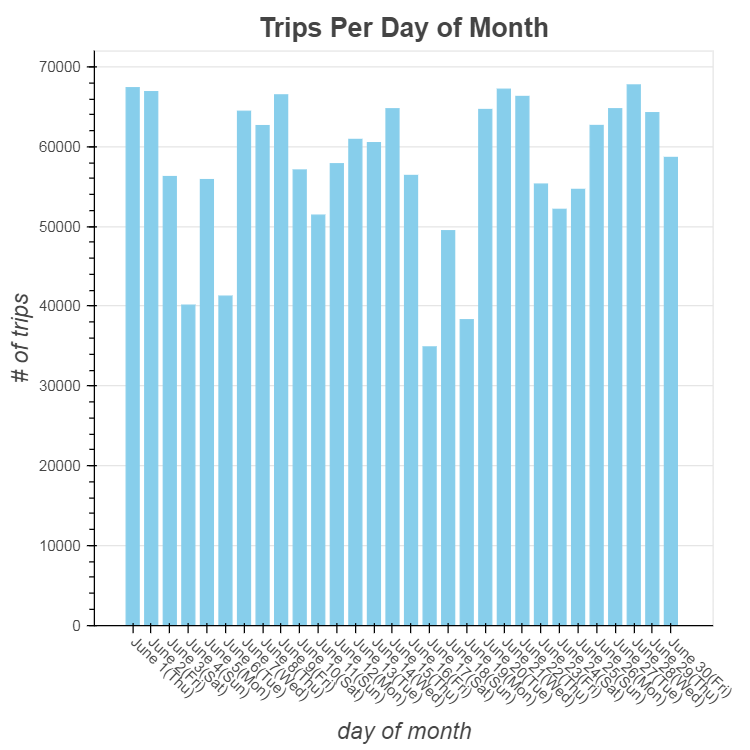 Trips Per Day of Month
# of trips
70000
60000
50000
40000
30000
20000
10000
0
June 1(Thu)
June 2(Fri)
June 3(Sat)
June 4(Sun)
June 5(Mon)
June 6(Tue)
June 7(Wed)
June 8(Thu)
June 9(Fri)
June 10(Sat)
June 11(Sun)
June 12(Mon)
June 13(Tue)
June 14(Wed)
June 15(Thu)
June 16(Fri)
June 17(Sat)
June 18(Sun)
June 19(Mon)
June 20(Tue)
June 21(Wed)
June 22(Thu)
June 23(Fri)
June 24(Sat)
June 25(Sun)
June 26(Mon)
June 27(Tue)
June 28(Wed)
June 29(Thu)
June 30(Fri)
day of month